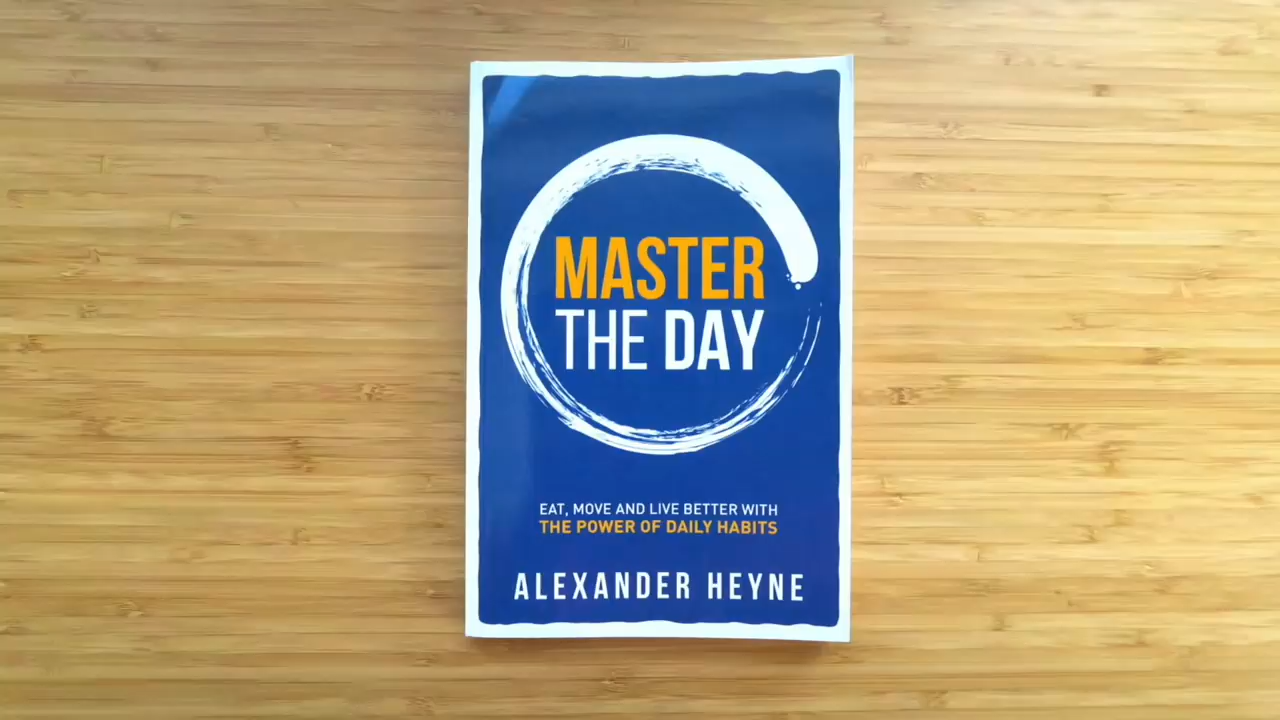 MASTER
THE DAY
EAT, MOVE AND LIVE BETTER WITH
THE POWER OF DAILY HABITS
ALEXANDER HEYNE